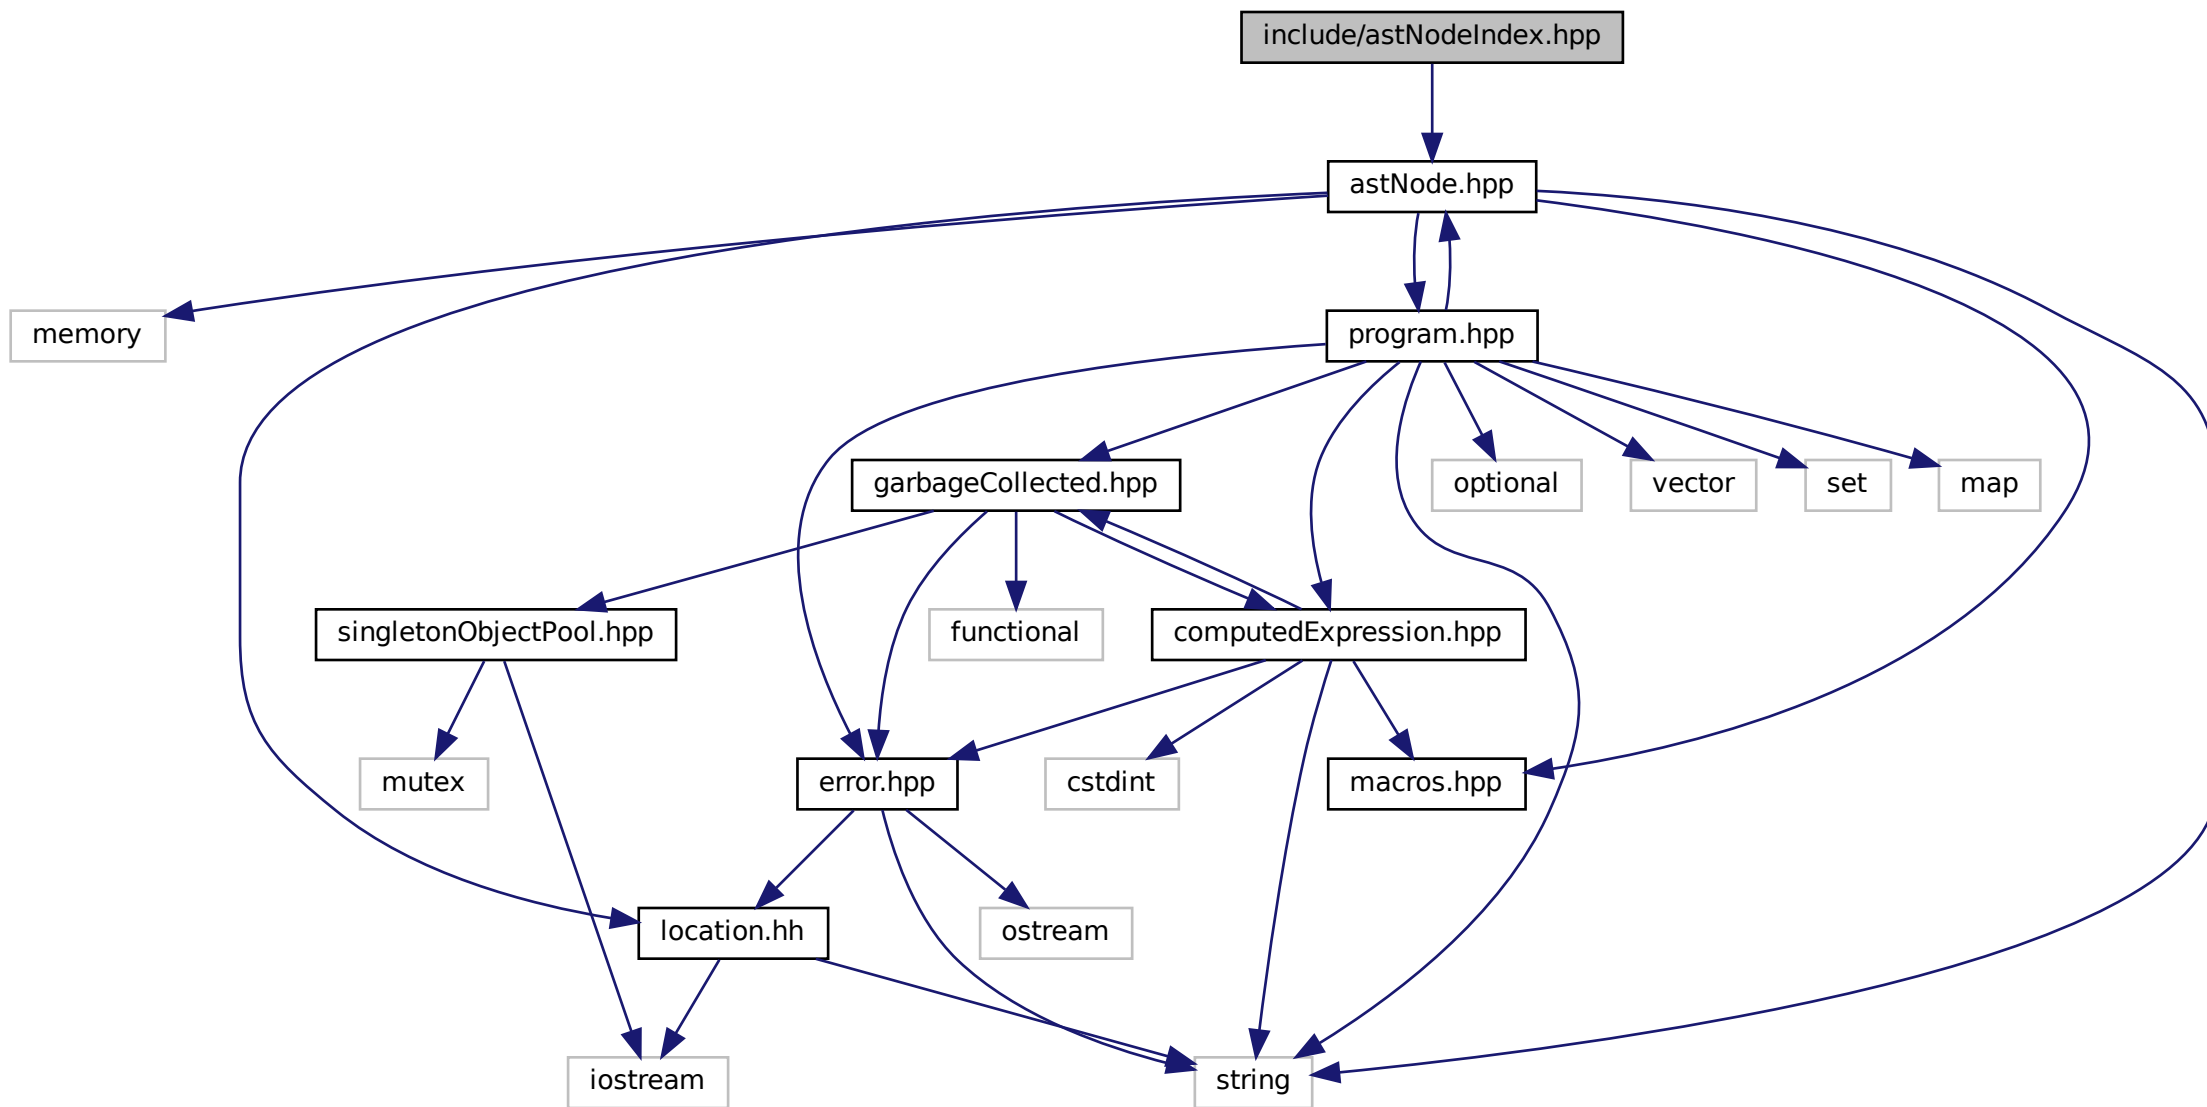 include/astNodeIndex.hpp
astNode.hpp
memory
program.hpp
garbageCollected.hpp
optional
vector
set
map
singletonObjectPool.hpp
functional
computedExpression.hpp
mutex
error.hpp
cstdint
macros.hpp
location.hh
ostream
iostream
string